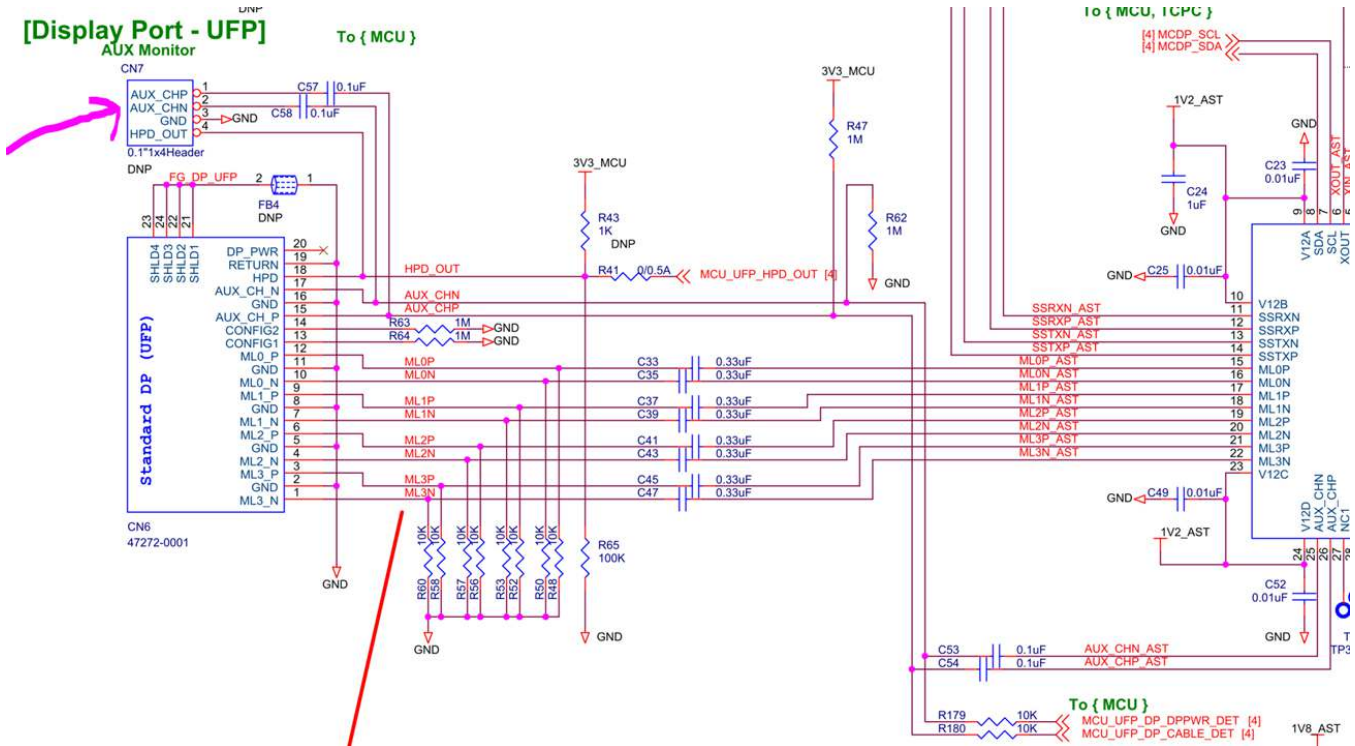 DNP
[Display Port - UFP]
AUX Monitor
To { MCU }
To { MCU, TCPC }
[4] MCDP_SCL
[4] MCDP_SDA
CN7
AUX_CHP 1
AUX_CHN 2
GND 3
HPD_OUT 4
GND
0.1"1x4Header
DNP
C57 0.1uF
C58 0.1uF
3V3_MCU
R47
1M
3V3_MCU
R43
1K
DNP
R41 0/0.5A
MCU_UFP_HPD_OUT [4]
R62
1M
GND
1V2_AST
C24
1uF
GND
GND
C23
0.01uF
XOUT_AST
XIN_AST
FG_DP_UFP
2 1
FB4
DNP
23 24 22 21
SHLD4
SHLD3
SHLD2
SHLD1
DP_PWR 20
RETURN 19
HPD 18
AUX_CH_N 17
GND 16
AUX_CH_P 15
CONFIG2 14
CONFIG1 13
ML0_P 12
GND 11
ML0_N 10
ML1_P 9
GND 8
ML1_N 7
ML2_P 6
GND 5
ML2_N 4
ML3_P 3
GND 2
ML3_N 1
Standard DP (UFP)
CN6
47272-0001
GND
HPD_OUT
AUX_CHN
AUX_CHP
R63 1M GND
R64 1M GND
ML0P C33 0.33uF ML0P_AST
ML0N C35 0.33uF ML0N_AST
ML1P C37 0.33uF ML1P_AST
ML1N C39 0.33uF ML1N_AST
ML2P C41 0.33uF ML2P_AST
ML2N C43 0.33uF ML2N_AST
ML3P C45 0.33uF ML3P_AST
ML3N C47 0.33uF ML3N_AST
SSRXN_AST
SSRXP_AST
SSTXN_AST
SSTXP_AST
10K 10K 10K 10K 10K 10K 10K 10K
R60 R58 R57 R56 R53 R52 R50 R48
GND
R65
100K
GND
9 8 7 6 5
V12A
SDA
SCL
XOUT
GND C25 0.01uF
10 V12B
11 SSRXN
12 SSRXP
13 SSTXN
14 SSTXP
15 ML0P
16 ML0N
17 ML1P
18 ML1N
19 ML2P
20 ML2N
21 ML3P
22 ML3N
23 V12C
GND C49 0.01uF
1V2_AST
V12D
AUX_CHN
AUX_CHP
NC1
24 25 26 27 28
C52
0.01uF
GND
TP3
C53 0.1uF AUX_CHN_AST
C54 0.1uF AUX_CHP_AST
To { MCU }
R179 10K MCU_UFP_DP_DPPWR_DET [4]
R180 10K MCU_UFP_DP_CABLE_DET [4]
1V8_AST